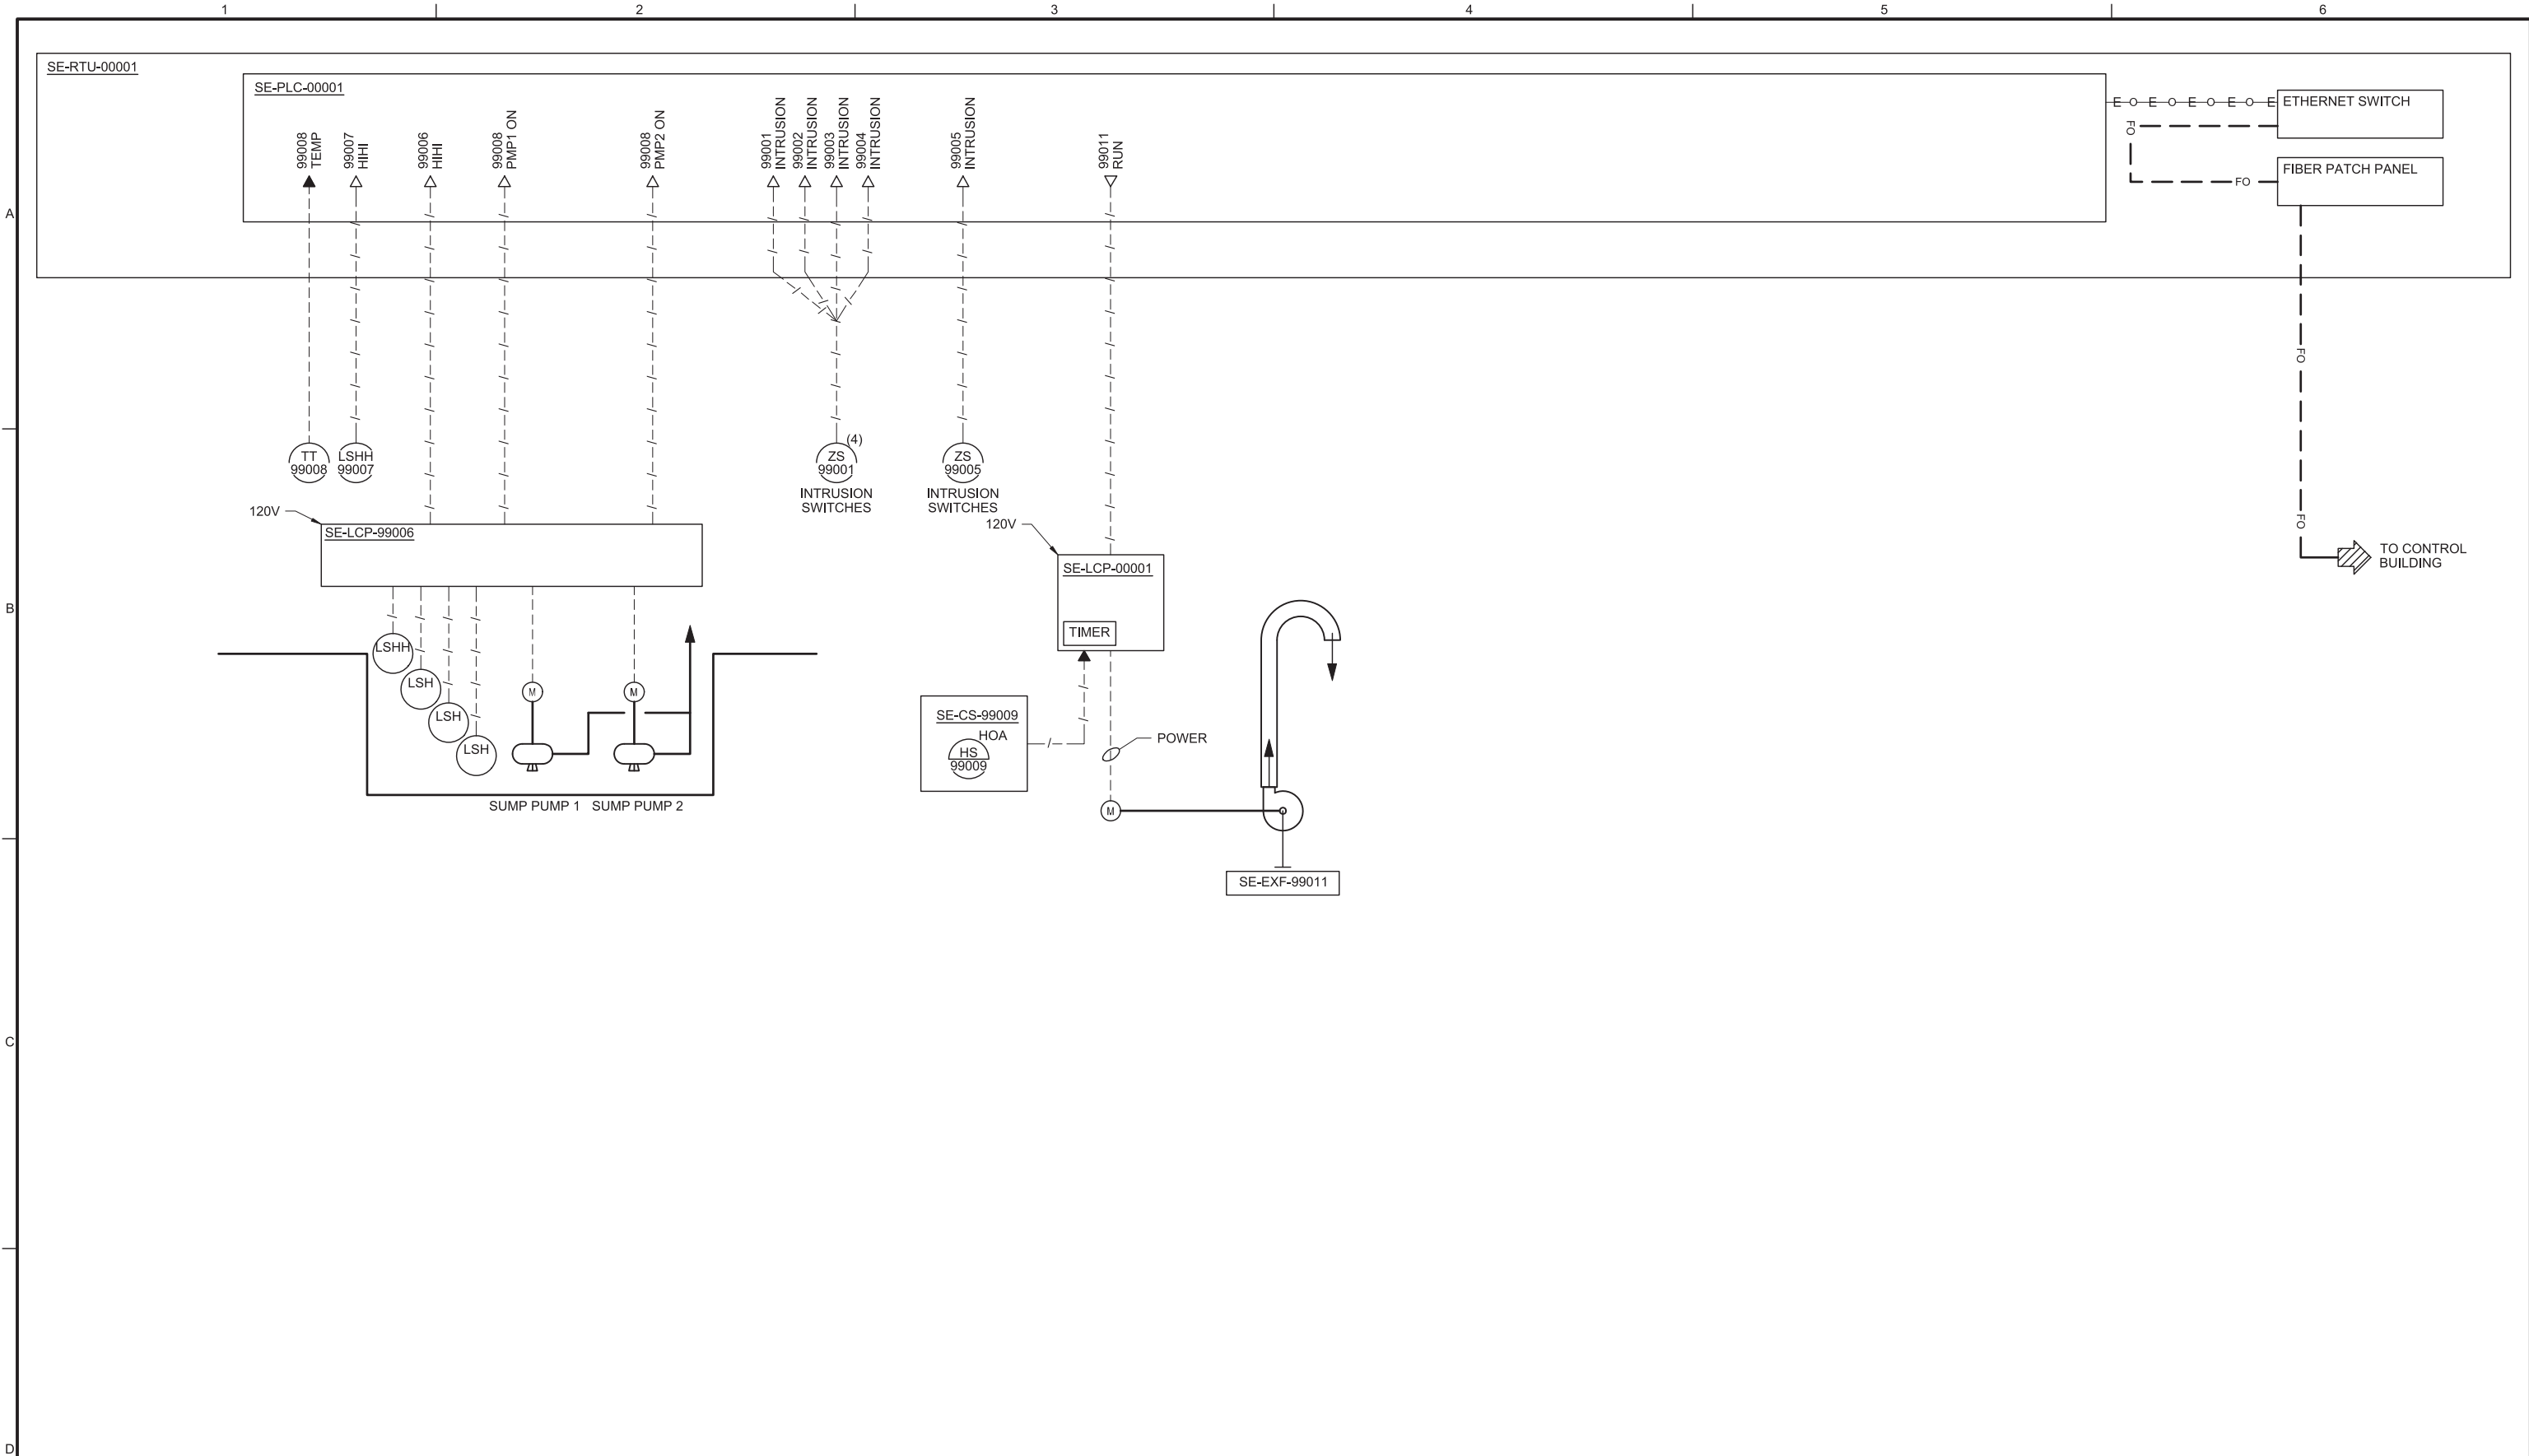 1 2 3 4 5 6
SE-RTU-00001
SE-PLC-00001
99008
TEMP
99007
HIHI
99006
HIHI
99008
PMP1 ON
99008
PMP2 ON
99001
INTRUSION
99002
INTRUSION
99003
INTRUSION
99004
INTRUSION
99005
INTRUSION
99011
RUN
E O E O E O E O E
ETHERNET SWITCH
FO
FIBER PATCH PANEL
FO
A
FO
TT
99008
LSHH
99007
(4)
ZS
99001
INTRUSION
SWITCHES
ZS
99005
INTRUSION
SWITCHES
120V
SE-LCP-99006
120V
SE-LCP-00001
TIMER
FO
TO CONTROL
BUILDING
B
LSHH
LSH
LSH
LSH
M
M
SUMP PUMP 1
SUMP PUMP 2
SE-CS-99009
HOA
HS
99009
POWER
M
SE-EXF-99011
C
D